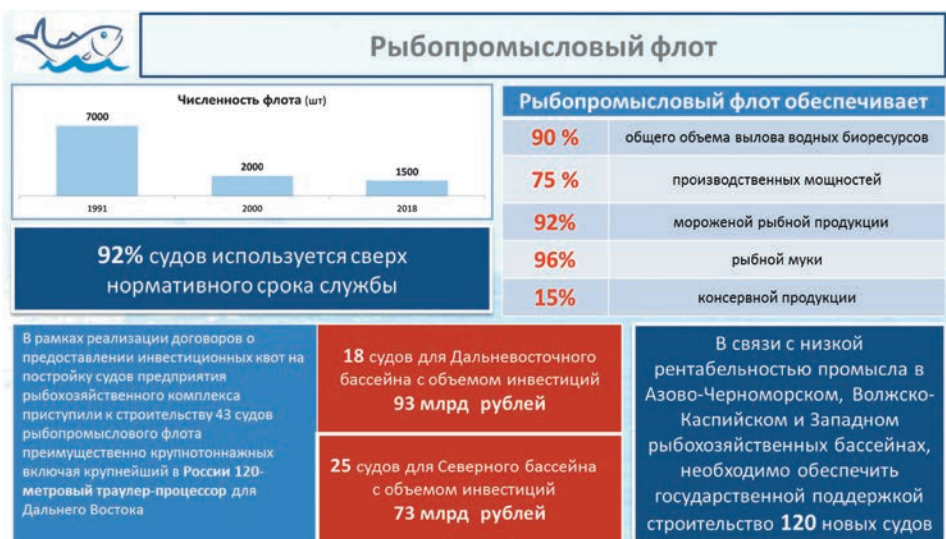 Рыбопромысловый флот
Численность флота (шт)
7000
2000
1500
1991
2000
2018
92% судов используется сверх
нормативного срока службы
Рыбопромысловый флот обеспечивает
90 % общего объема вылова водных биоресурсов
75 % производственных мощностей
92% мороженой рыбной продукции
96% рыбной муки
15% консервной продукции
В рамках реализации договоров о
предоставлении инвестиционных квот на
постройку судов предприятия
рыбохозяйственного комплекса
приступили к строительству 43 судов
рыбопромыслового флота
преимущественно крупнотоннажных
включая крупнейший в России 120-
метровый траулер-процессор для
Дальнего Востока
18 судов для Дальневосточного
бассейна с объемом инвестиций
93 млрд рублей
25 судов для Северного бассейна
с объемом инвестиций
73 млрд рублей
В связи с низкой
рентабельностью промысла в
Азово-Черноморском, Волжско-
Каспийском и Западном
рыбохозяйственных бассейнах,
необходимо обеспечить
государственной поддержкой
строительство 120 новых судов